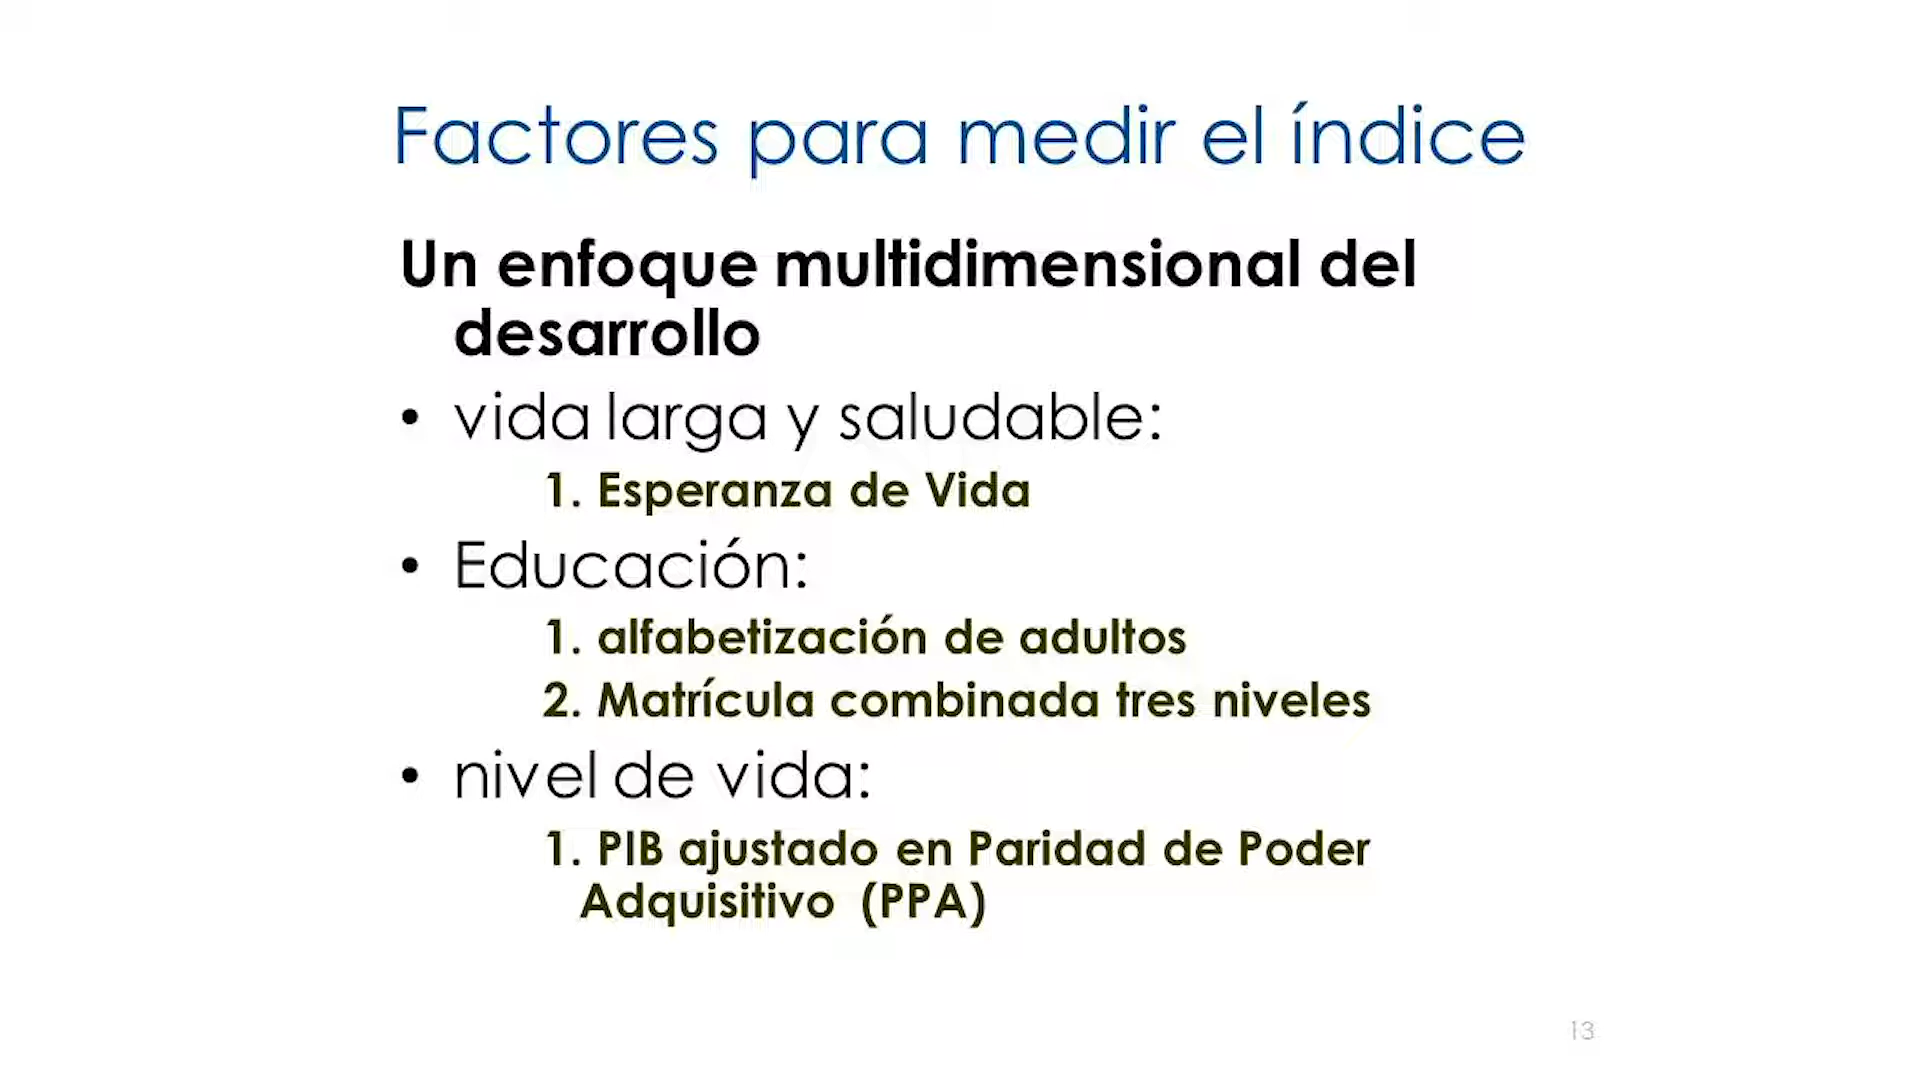 Factores para medir el índice
Un enfoque multidimensional del
desarrollo
• vida larga y saludable:
1. Esperanza de Vida
• Educación:
1. alfabetización de adultos
2. Matrícula combinada tres niveles
• nivel de vida:
1. PIB ajustado en Paridad de Poder
Adquisitivo (PPA)
13